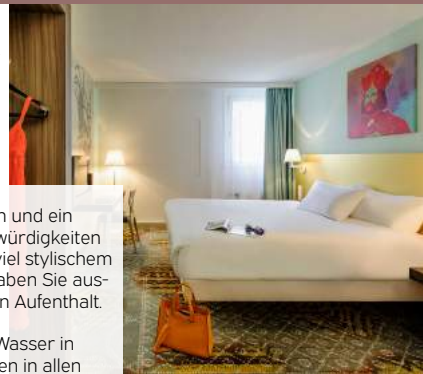 n und ein
würdigkeiten
viel stylischem
aben Sie aus-
n Aufenthalt.
Wasser in
en in allen